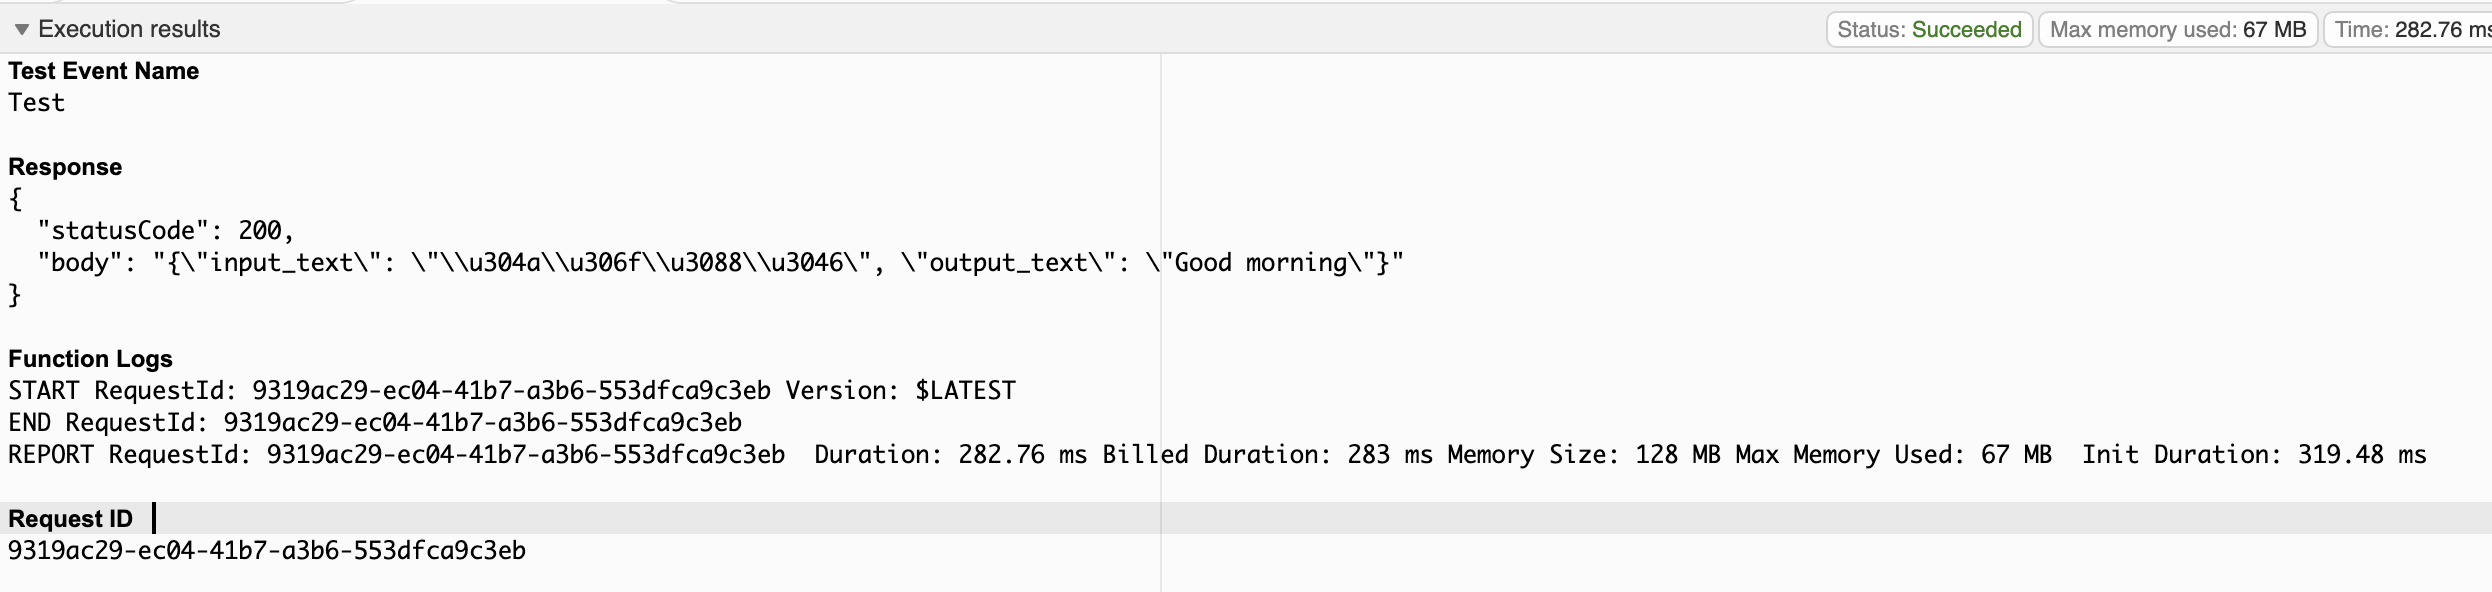 Execution results
Status: Succeeded Max memory used: 67 MB Time: 282.76 ms
Test Event Name
Test
Response
{
"statusCode": 200,
"body": "{\"input_text\": \"\\u304a\\u306f\\u3088\\u3046\", \"output_text\": \"Good morning\"}"
}
Function Logs
START RequestId: 9319ac29-ec04-41b7-a3b6-553dfca9c3eb Version: $LATEST
END RequestId: 9319ac29-ec04-41b7-a3b6-553dfca9c3eb
REPORT RequestId: 9319ac29-ec04-41b7-a3b6-553dfca9c3eb Duration: 282.76 ms Billed Duration: 283 ms Memory Size: 128 MB Max Memory Used: 67 MB Init Duration: 319.48 ms
Request ID
9319ac29-ec04-41b7-a3b6-553dfca9c3eb